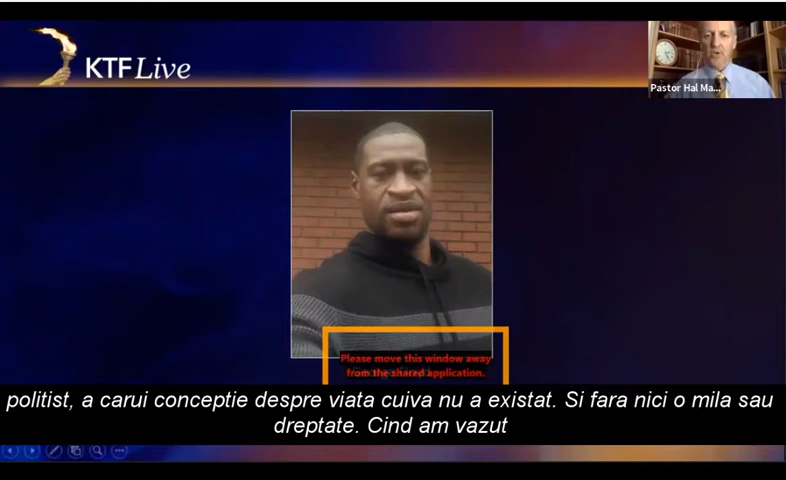 KTF Live
Pastor Hal Ma...
Please move this window away
from the shared application.
politist, a carui conceptie despre viata cuiva nu a existat. Si fara nici o mila sau
dreptate. Cind am vazut